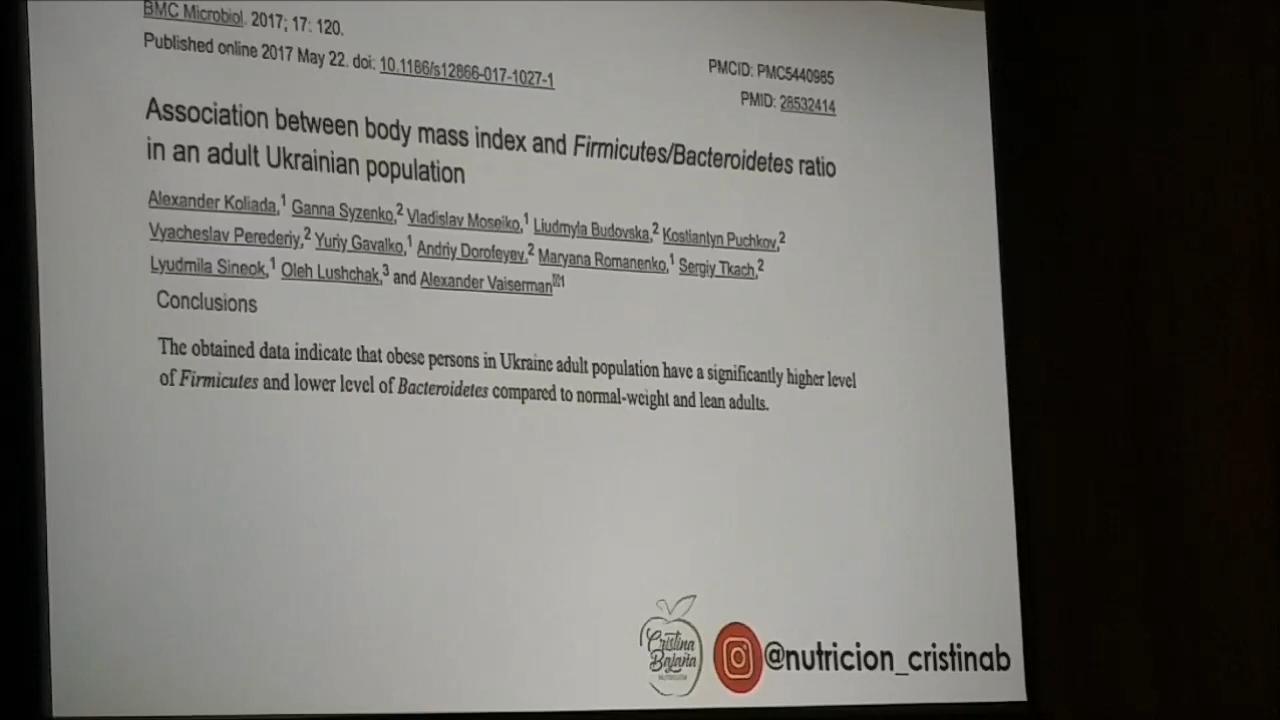 BMC Microbiol. 2017; 17: 120.
Published online 2017 May 22. doi: 10.1186/s12866-017-1027-1
PMCID: PMC5440985
PMID: 28532414
Association between body mass index and Firmicutes/Bacteroidetes ratio
in an adult Ukrainian population
Alexander Koliada,1 Ganna Syzenko,2 Vladislav Moseiko,1 Liudmyla Budovska,2 Kostiantyn Puchkov,2
Vyacheslav Perederiy,2 Yuriy Gavalko,1 Andriy Dorofeyev,2 Maryana Romanenko,1 Sergiy Tkach,2
Lyudmila Sineok,1 Oleh Lushchak,3 and Alexander Vaiserman1
Conclusions
The obtained data indicate that obese persons in Ukraine adult population have a significantly higher level
of Firmicutes and lower level of Bacteroidetes compared to normal-weight and lean adults.
Cristina
Bajaña
@nutricion_cristinab